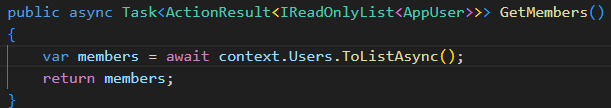 public async Task<ActionResult<IReadOnlyList<AppUser>>> GetMembers()
{
    var members = await context.Users.ToListAsync();
    return members;
}